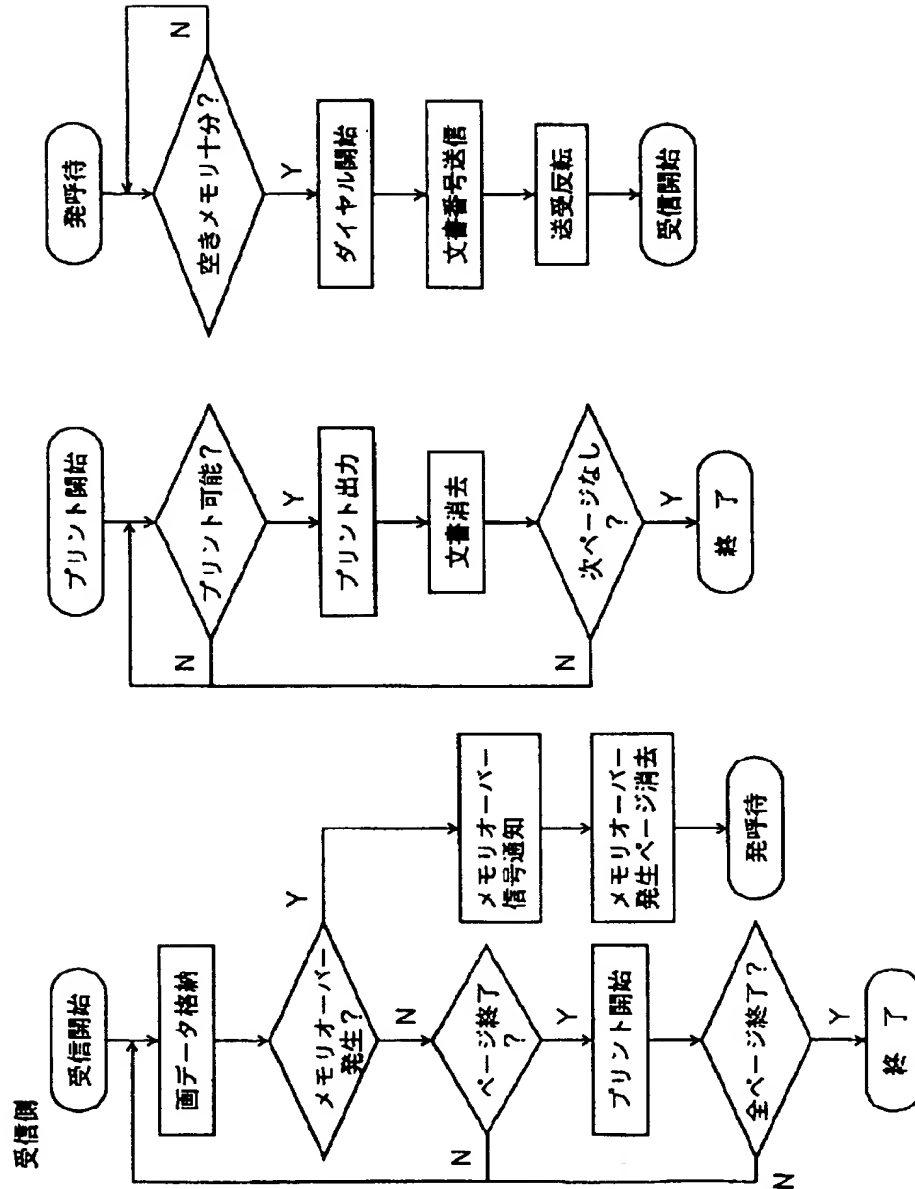 受信側
受信開始
画データ格納
メモリオーバー
発生?
Y
N
メモリオーバー
信号通知
メモリオーバー
発生ページ消去
発呼待
ページ終了
?
N
Y
プリント開始
全ページ終了?
N
Y
終 了
プリント開始
プリント可能?
N
Y
プリント出力
文書消去
次ページなし
?
N
Y
終 了
発呼待
空きメモリ十分?
N
Y
ダイヤル開始
文書番号送信
送受反転
受信開始